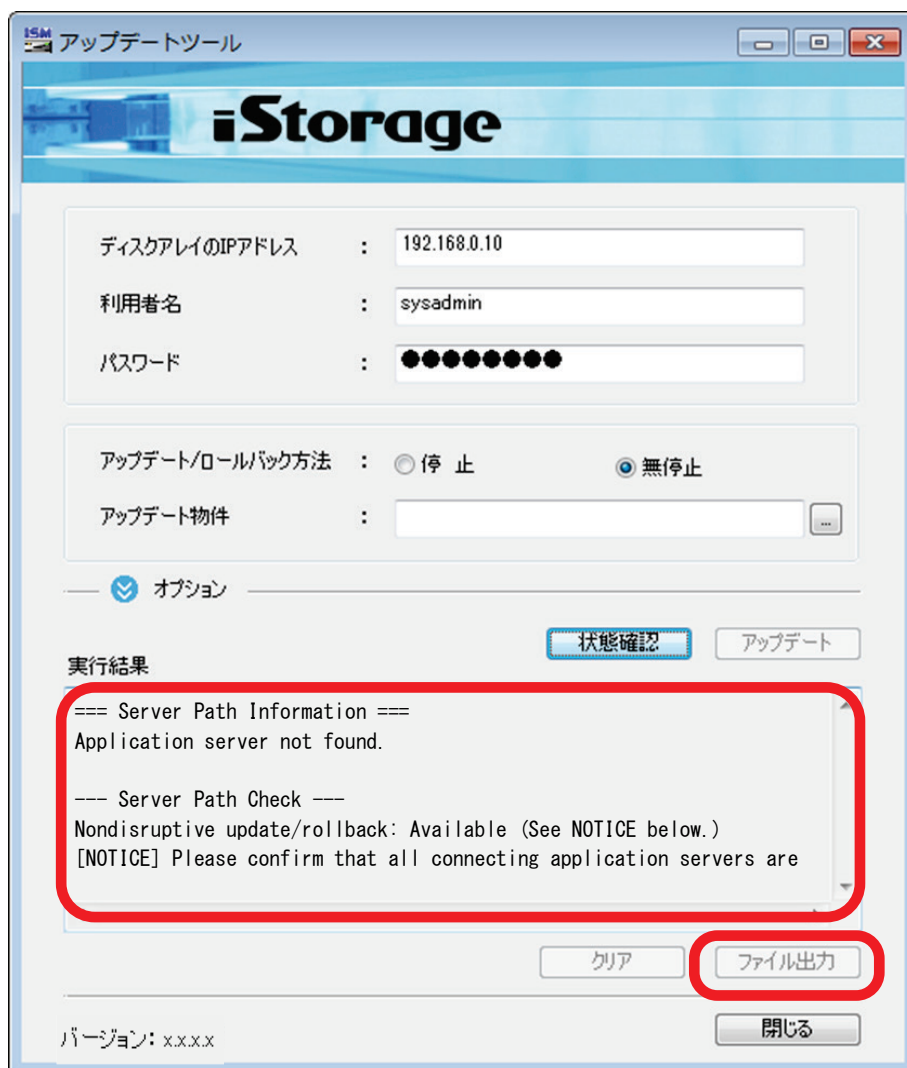 ISM アップデートツール
iStorage
ディスクアレイのIPアドレス : 192.168.0.10
利用者名 : sysadmin
パスワード : ●●●●●●●●
アップデート/ロールバック方法 : 停 止 無停止
アップデート物件 : ...
オプション
状態確認 アップデート
実行結果
=== Server Path Information ===
Application server not found.
--- Server Path Check ---
Nondisruptive update/rollback: Available (See NOTICE below.)
[NOTICE] Please confirm that all connecting application servers are
クリア ファイル出力
バージョン: x.x.x.x 閉じる